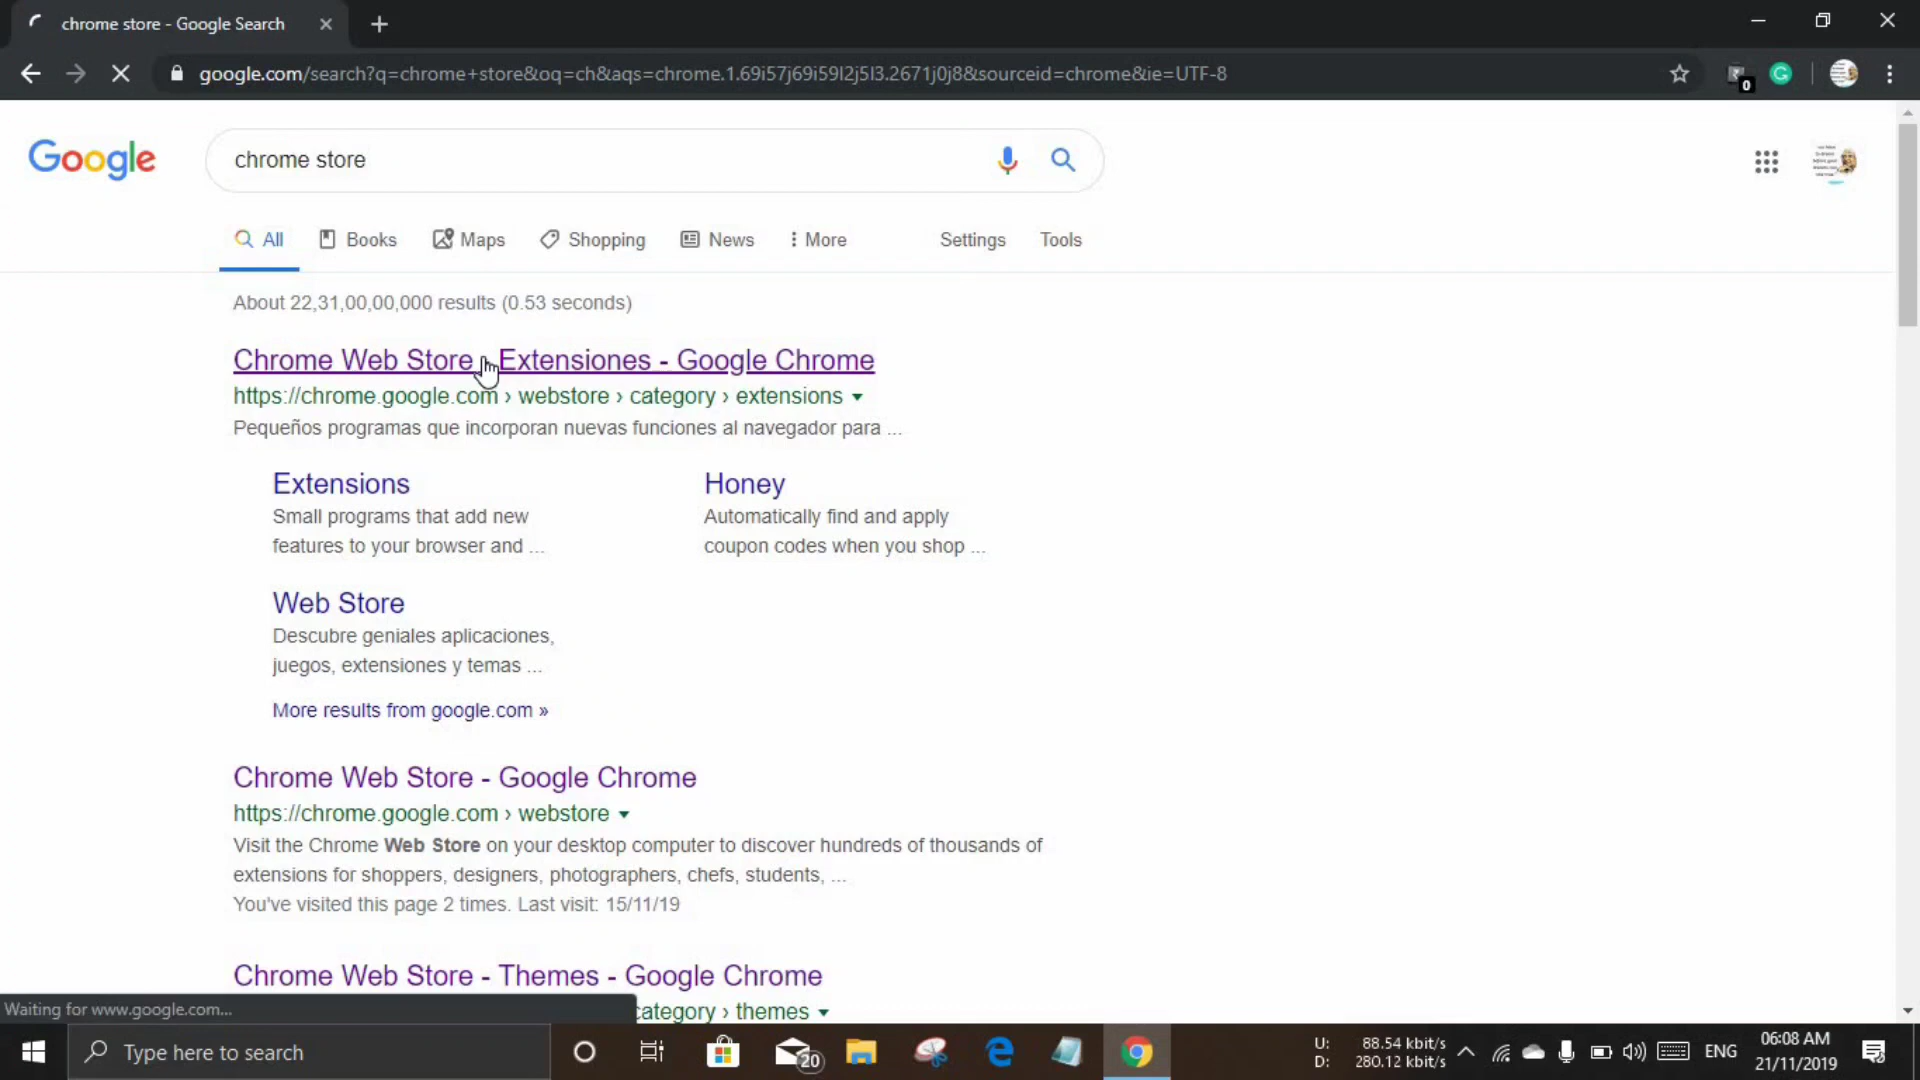 chrome store - Google Search
google.com/search?q=chrome+store&oq=ch&aqs=chrome.1.69i57j69i59l2j5l3.2671j0j8&sourceid=chrome&ie=UTF-8
0
Google
chrome store
All Books Maps Shopping News More Settings Tools
About 22,31,00,00,000 results (0.53 seconds)
Chrome Web Store - Extensiones - Google Chrome
https://chrome.google.com › webstore › category › extensions
Pequeños programas que incorporan nuevas funciones al navegador para ...
Extensions
Small programs that add new
features to your browser and ...
Honey
Automatically find and apply
coupon codes when you shop ...
Web Store
Descubre geniales aplicaciones,
juegos, extensiones y temas ...
More results from google.com »
Chrome Web Store - Google Chrome
https://chrome.google.com › webstore
Visit the Chrome Web Store on your desktop computer to discover hundreds of thousands of
extensions for shoppers, designers, photographers, chefs, students, ...
You've visited this page 2 times. Last visit: 15/11/19
Chrome Web Store - Themes - Google Chrome
category › themes
Waiting for www.google.com...
Type here to search
20
U: 88.54 kbit/s
D: 280.12 kbit/s
ENG
06:08 AM
21/11/2019